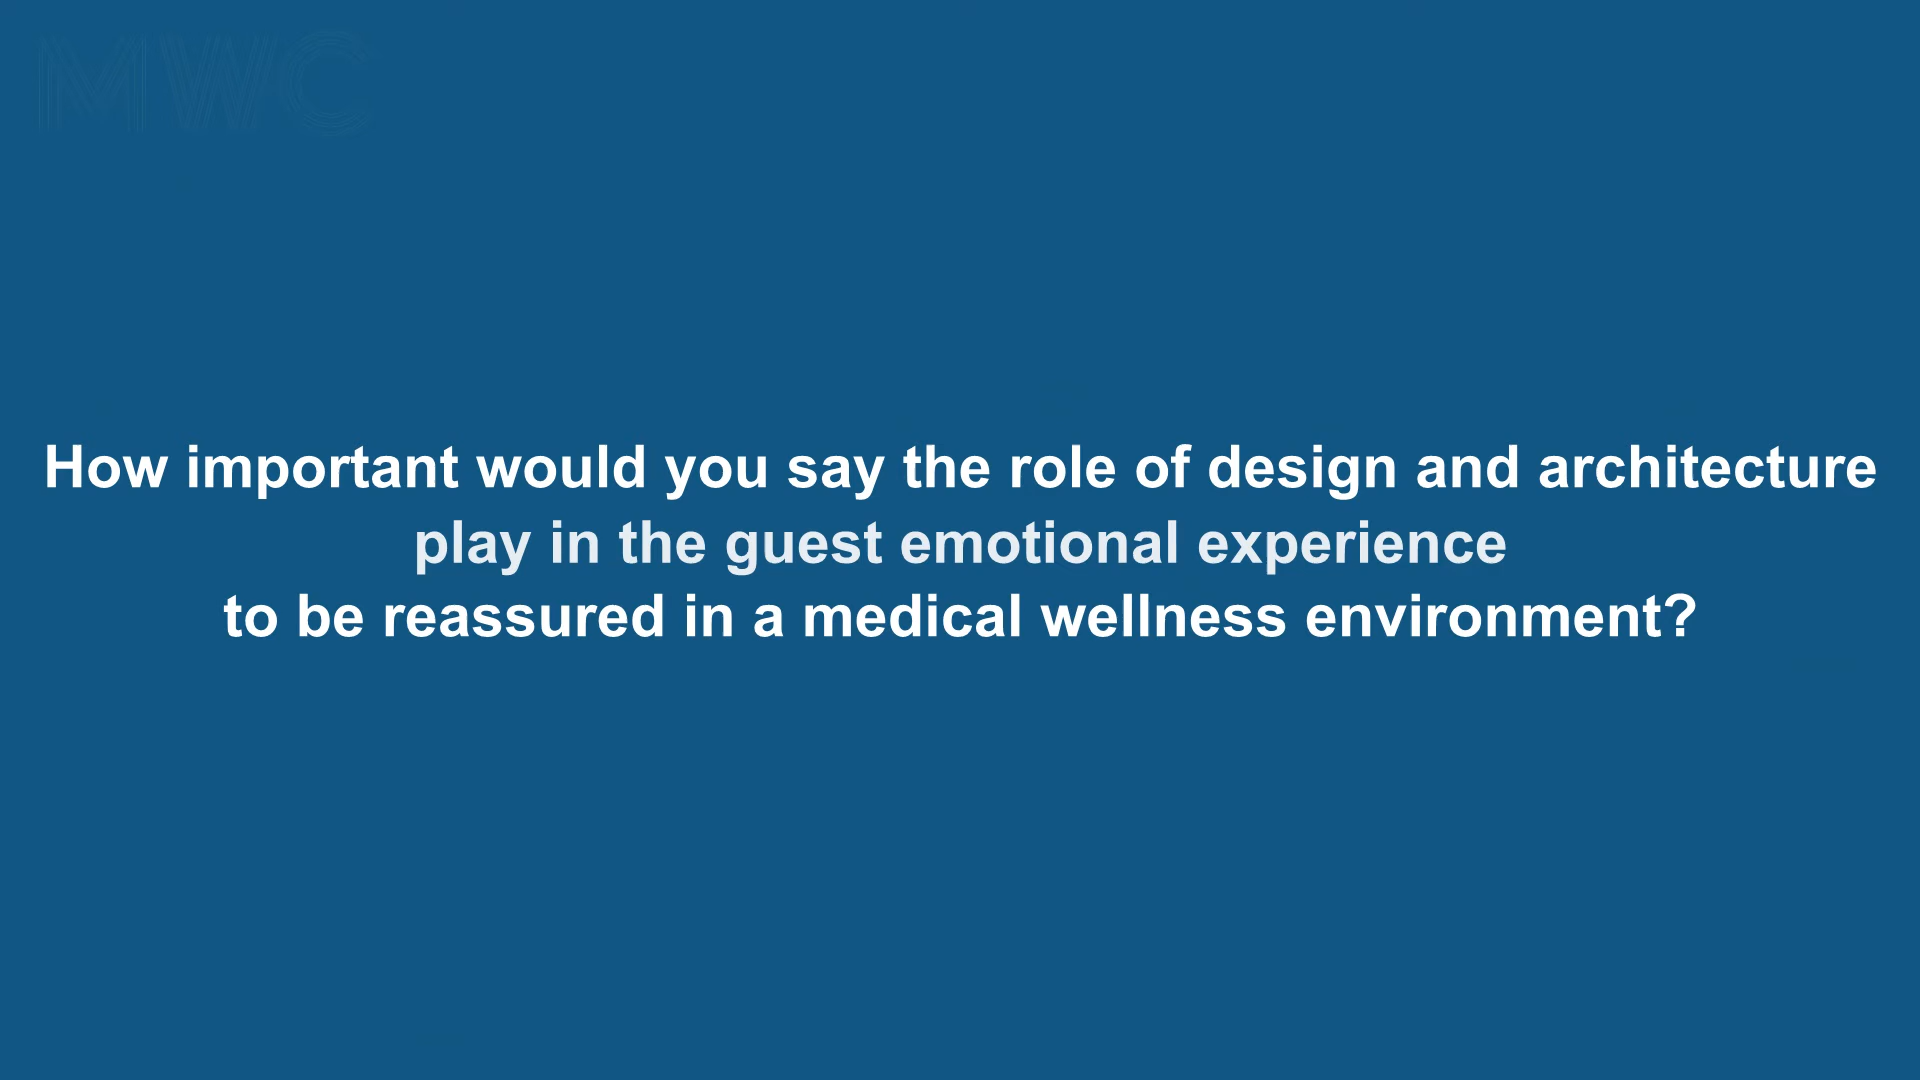 MWC
How important would you say the role of design and architecture
play in the guest emotional experience
to be reassured in a medical wellness environment?